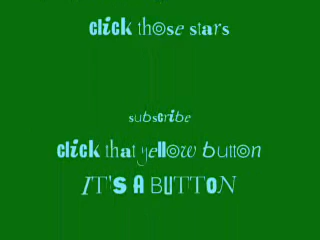 click those stars
subscribe
click that yellow button
IT'S A BUTTON